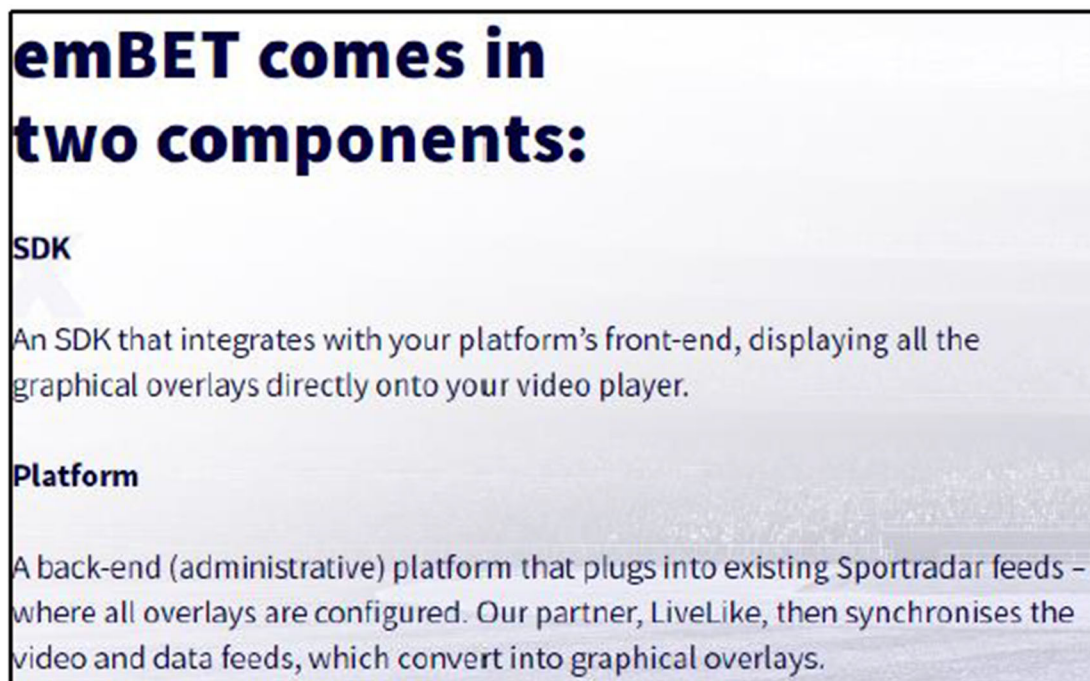 emBET comes in
two components:
SDK
An SDK that integrates with your platform’s front-end, displaying all the
graphical overlays directly onto your video player.
Platform
A back-end (administrative) platform that plugs into existing Sportradar feeds –
where all overlays are configured. Our partner, LiveLike, then synchronises the
video and data feeds, which convert into graphical overlays.